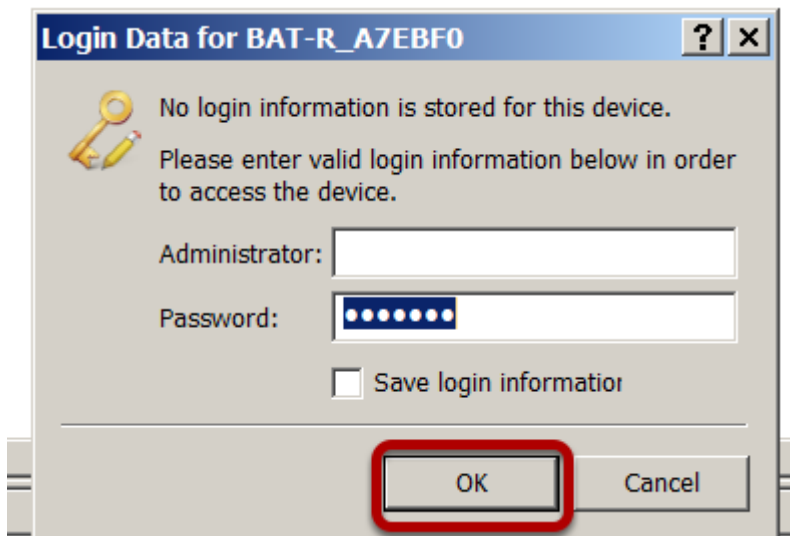 Login Data for BAT-R_A7EBF0
No login information is stored for this device.
Please enter valid login information below in order
to access the device.
Administrator:
Password: •••••••
Save login information
OK Cancel